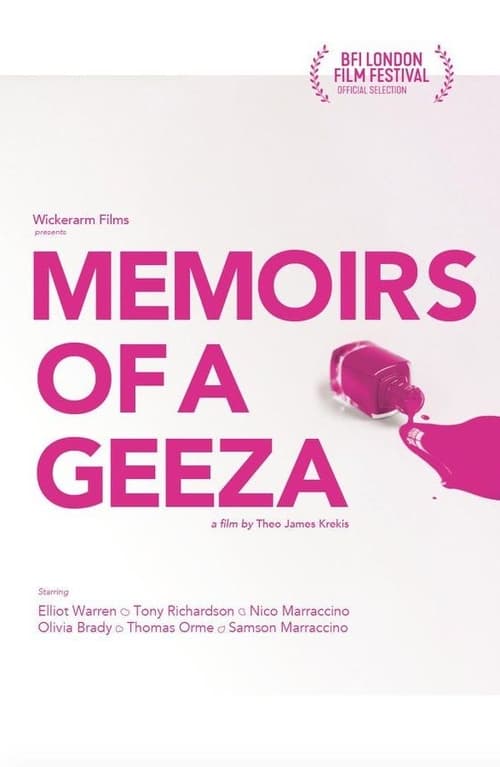 BFI LONDON
FILM FESTIVAL
OFFICIAL SELECTION
Wickerarm Films
presents
MEMOIRS
OF A
GEEZA
a film by Theo James Krekis
Starring
Elliot Warren Tony Richardson Nico Marraccino
Olivia Brady Thomas Orme Samson Marraccino